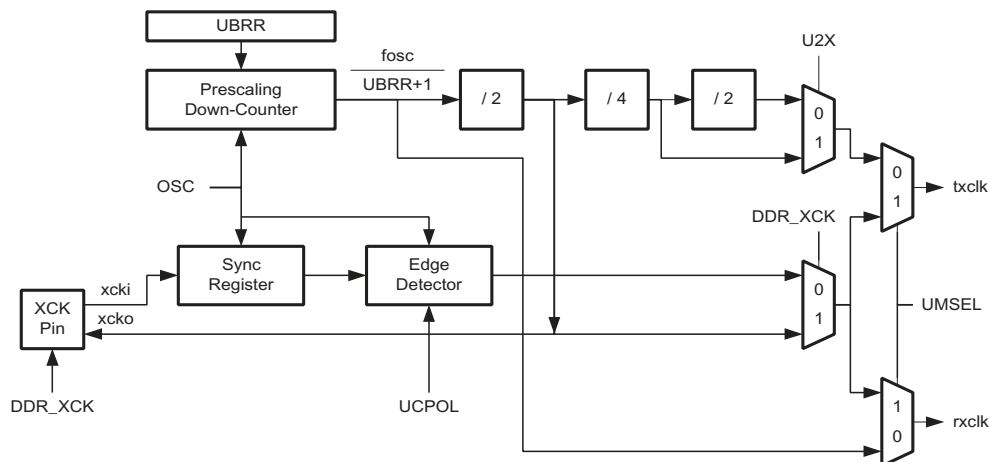 UBRR
fosc
U2X
Prescaling
Down-Counter
UBRR+1
/ 2
/ 4
/ 2
0
1
OSC
0
1
txclk
DDR_XCK
Sync
Register
Edge
Detector
xcki
0
1
XCK
Pin
xcko
UMSEL
DDR_XCK
UCPOL
1
0
rxclk